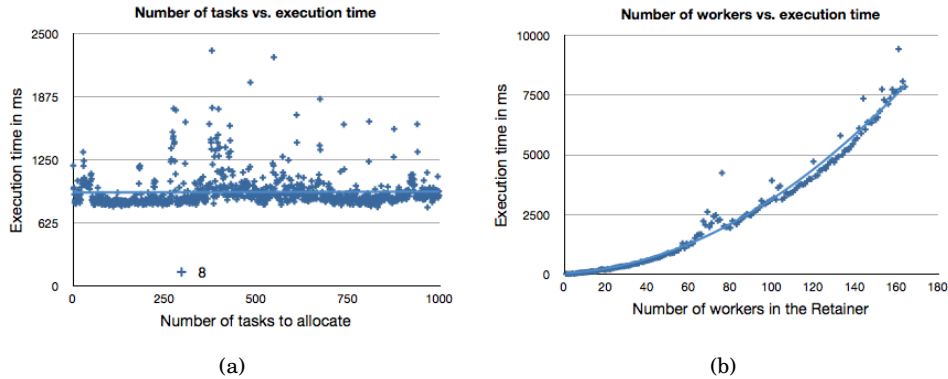 Number of tasks vs. execution time
2500
1875
1250
625
0
Execution time in ms
8
0 250 500 750 1000
Number of tasks to allocate
(a)
Number of workers vs. execution time
10000
7500
5000
2500
0
Execution time in ms
0 20 40 60 80 100 120 140 160 180
Number of workers in the Retainer
(b)